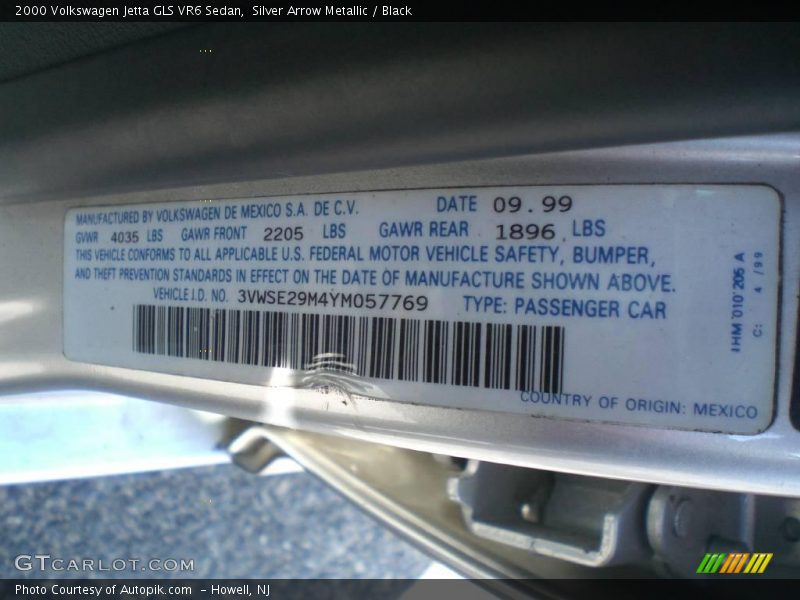 2000 Volkswagen Jetta GLS VR6 Sedan,  Silver Arrow Metallic / Black
MANUFACTURED BY VOLKSWAGEN DE MEXICO S.A. DE C.V. DATE 09.99
GVWR 4035 LBS GAWR FRONT 2205 LBS GAWR REAR 1896 LBS
THIS VEHICLE CONFORMS TO ALL APPLICABLE U.S. FEDERAL MOTOR VEHICLE SAFETY, BUMPER,
AND THEFT PREVENTION STANDARDS IN EFFECT ON THE DATE OF MANUFACTURE SHOWN ABOVE.
VEHICLE I.D. NO. 3VWSE29M4YM057769 TYPE: PASSENGER CAR
COUNTRY OF ORIGIN: MEXICO
1HM 010 205 A
C: 4 /99
GTCARLOT.COM
Photo Courtesy of Autopik.com  - Howell, NJ